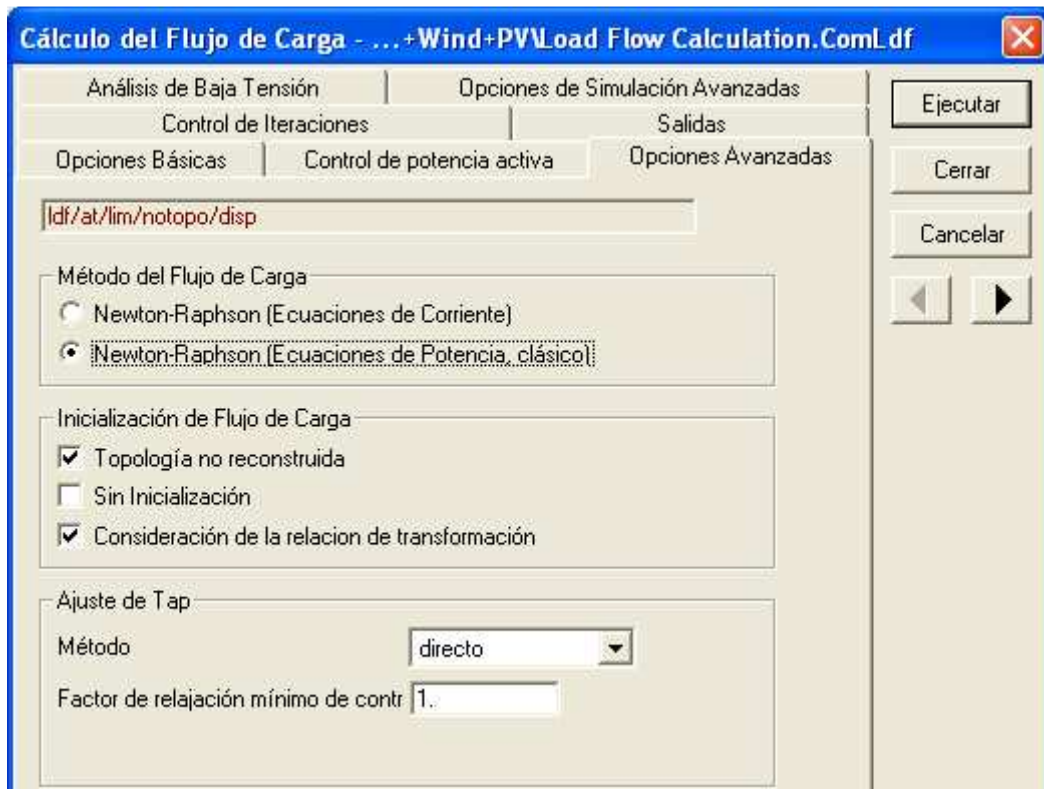 Cálculo del Flujo de Carga - ...+Wind+PV\Load Flow Calculation.ComLdf
Análisis de Baja Tensión
Opciones de Simulación Avanzadas
Control de Iteraciones
Salidas
Opciones Básicas
Control de potencia activa
Opciones Avanzadas
Ejecutar
Cerrar
Cancelar
ldf/at/lim/notopo/disp
Método del Flujo de Carga
Newton-Raphson (Ecuaciones de Corriente)
Newton-Raphson (Ecuaciones de Potencia, clásico)
Inicialización de Flujo de Carga
Topología no reconstruida
Sin Inicialización
Consideración de la relacion de transformación
Ajuste de Tap
Método
directo
Factor de relajación mínimo de contr
1.